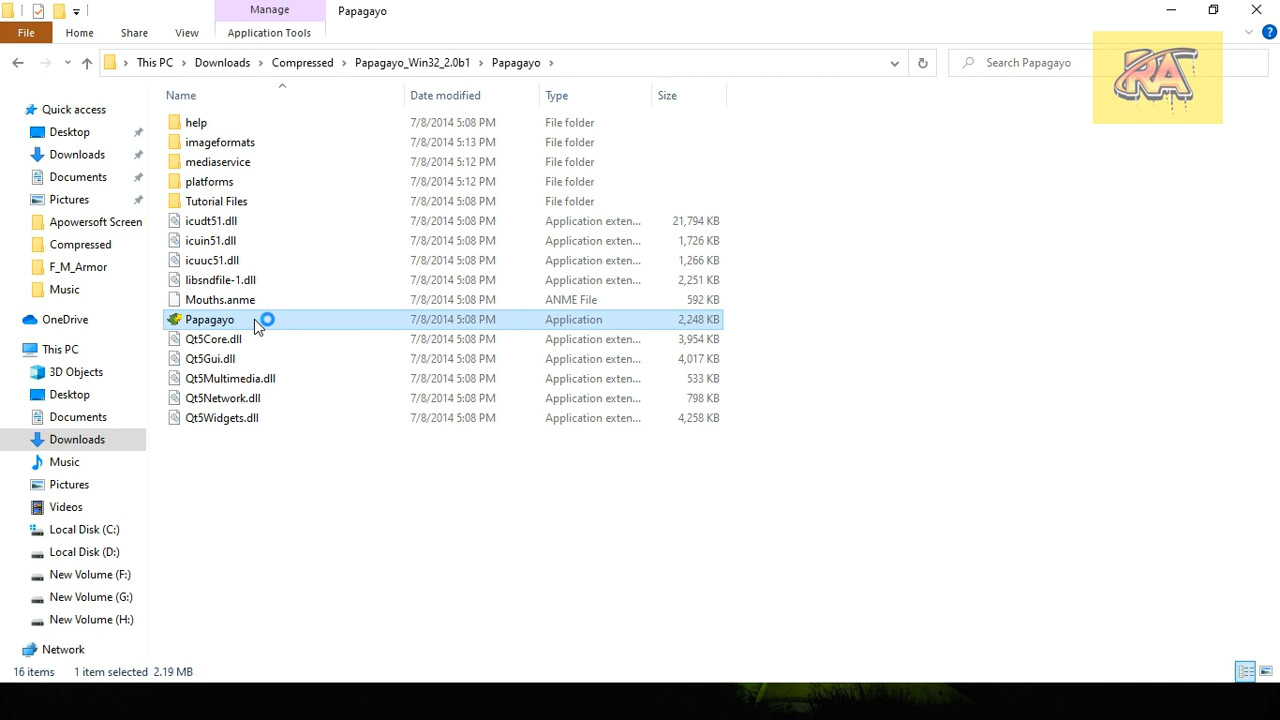 Manage
Papagayo
File
Home
Share
View
Application Tools
This PC
Downloads
Compressed
Papagayo_Win32_2.0b1
Papagayo
Search Papagayo
RA
Name
Date modified
Type
Size
Quick access
Desktop
Downloads
Documents
Pictures
Apowersoft Screen
Compressed
F_M_Armor
Music
OneDrive
This PC
3D Objects
Desktop
Documents
Downloads
Music
Pictures
Videos
Local Disk (C:)
Local Disk (D:)
New Volume (F:)
New Volume (G:)
New Volume (H:)
Network
help 7/8/2014 5:08 PM File folder
imageformats 7/8/2014 5:13 PM File folder
mediaservice 7/8/2014 5:12 PM File folder
platforms 7/8/2014 5:12 PM File folder
Tutorial Files 7/8/2014 5:08 PM File folder
icudt51.dll 7/8/2014 5:08 PM Application exten... 21,794 KB
icuin51.dll 7/8/2014 5:08 PM Application exten... 1,726 KB
icuuc51.dll 7/8/2014 5:08 PM Application exten... 1,266 KB
libsndfile-1.dll 7/8/2014 5:08 PM Application exten... 2,251 KB
Mouths.anme 7/8/2014 5:08 PM ANME File 592 KB
Papagayo 7/8/2014 5:08 PM Application 2,248 KB
Qt5Core.dll 7/8/2014 5:08 PM Application exten... 3,954 KB
Qt5Gui.dll 7/8/2014 5:08 PM Application exten... 4,017 KB
Qt5Multimedia.dll 7/8/2014 5:08 PM Application exten... 533 KB
Qt5Network.dll 7/8/2014 5:08 PM Application exten... 798 KB
Qt5Widgets.dll 7/8/2014 5:08 PM Application exten... 4,258 KB
16 items 1 item selected 2.19 MB